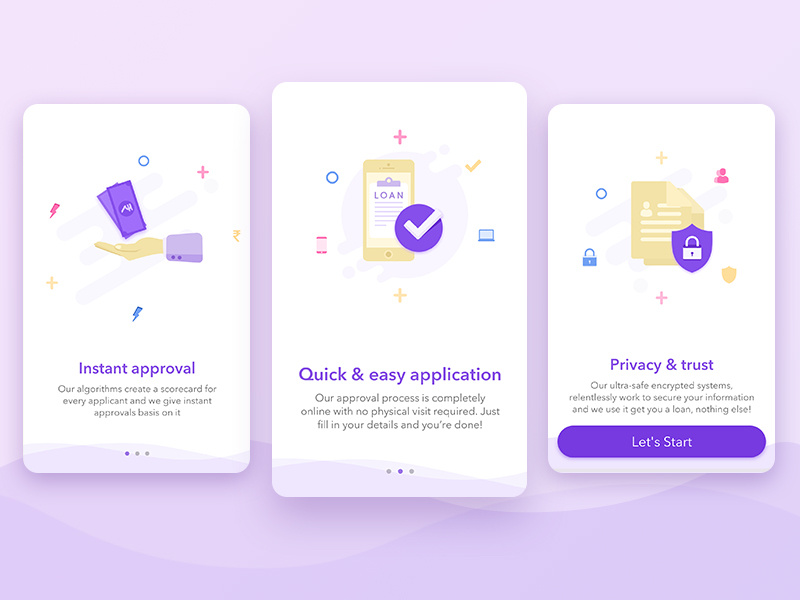 Instant approval
Our algorithms create a scorecard for
every applicant and we give instant
approvals basis on it
LOAN
Quick & easy application
Our approval process is completely
online with no physical visit required. Just
fill in your details and you're done!
Privacy & trust
Our ultra-safe encrypted systems,
relentlessly work to secure your information
and we use it get you a loan, nothing else!
Let's Start